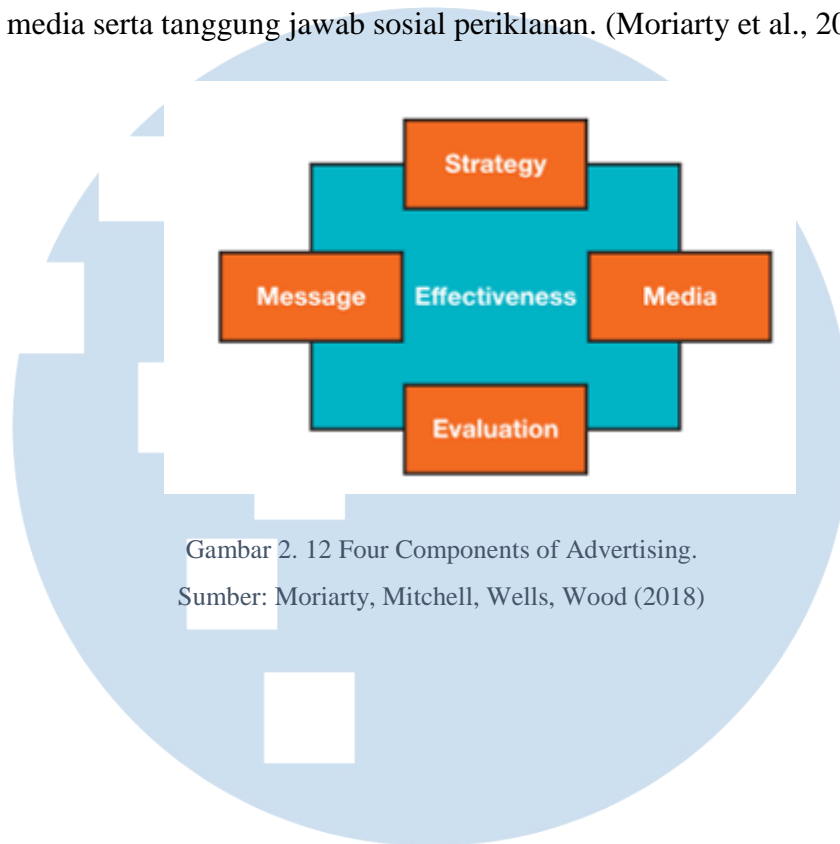 media serta tanggung jawab sosial periklanan. (Moriarty et al., 20
Strategy
Message Effectiveness Media
Evaluation
Gambar 2. 12 Four Components of Advertising.
Sumber: Moriarty, Mitchell, Wells, Wood (2018)